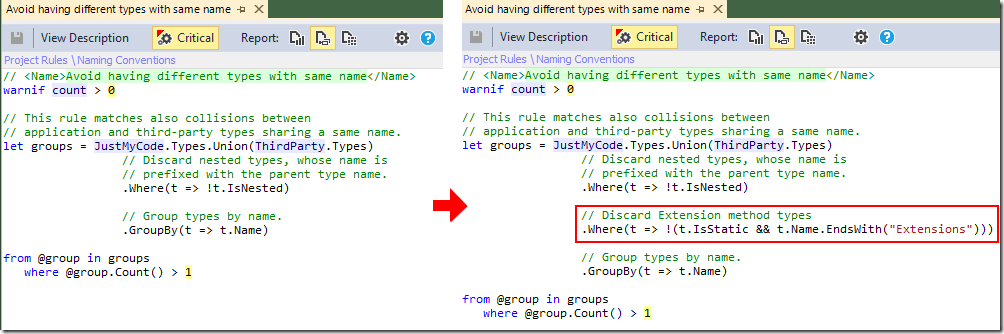 Avoid having different types with same name
View Description
Critical
Report:
Project Rules \ Naming Conventions
// <Name>Avoid having different types with same name</Name>
warnif count > 0
// This rule matches also collisions between
// application and third-party types sharing a same name.
let groups = JustMyCode.Types.Union(ThirdParty.Types)
// Discard nested types, whose name is
// prefixed with the parent type name.
.Where(t => !t.IsNested)
// Group types by name.
.GroupBy(t => t.Name)
from @group in groups
where @group.Count() > 1
Avoid having different types with same name
View Description
Critical
Report:
Project Rules \ Naming Conventions
// <Name>Avoid having different types with same name</Name>
warnif count > 0
// This rule matches also collisions between
// application and third-party types sharing a same name.
let groups = JustMyCode.Types.Union(ThirdParty.Types)
// Discard nested types, whose name is
// prefixed with the parent type name.
.Where(t => !t.IsNested)
// Discard Extension method types
.Where(t => !(t.IsStatic && t.Name.EndsWith("Extensions")))
// Group types by name.
.GroupBy(t => t.Name)
from @group in groups
where @group.Count() > 1